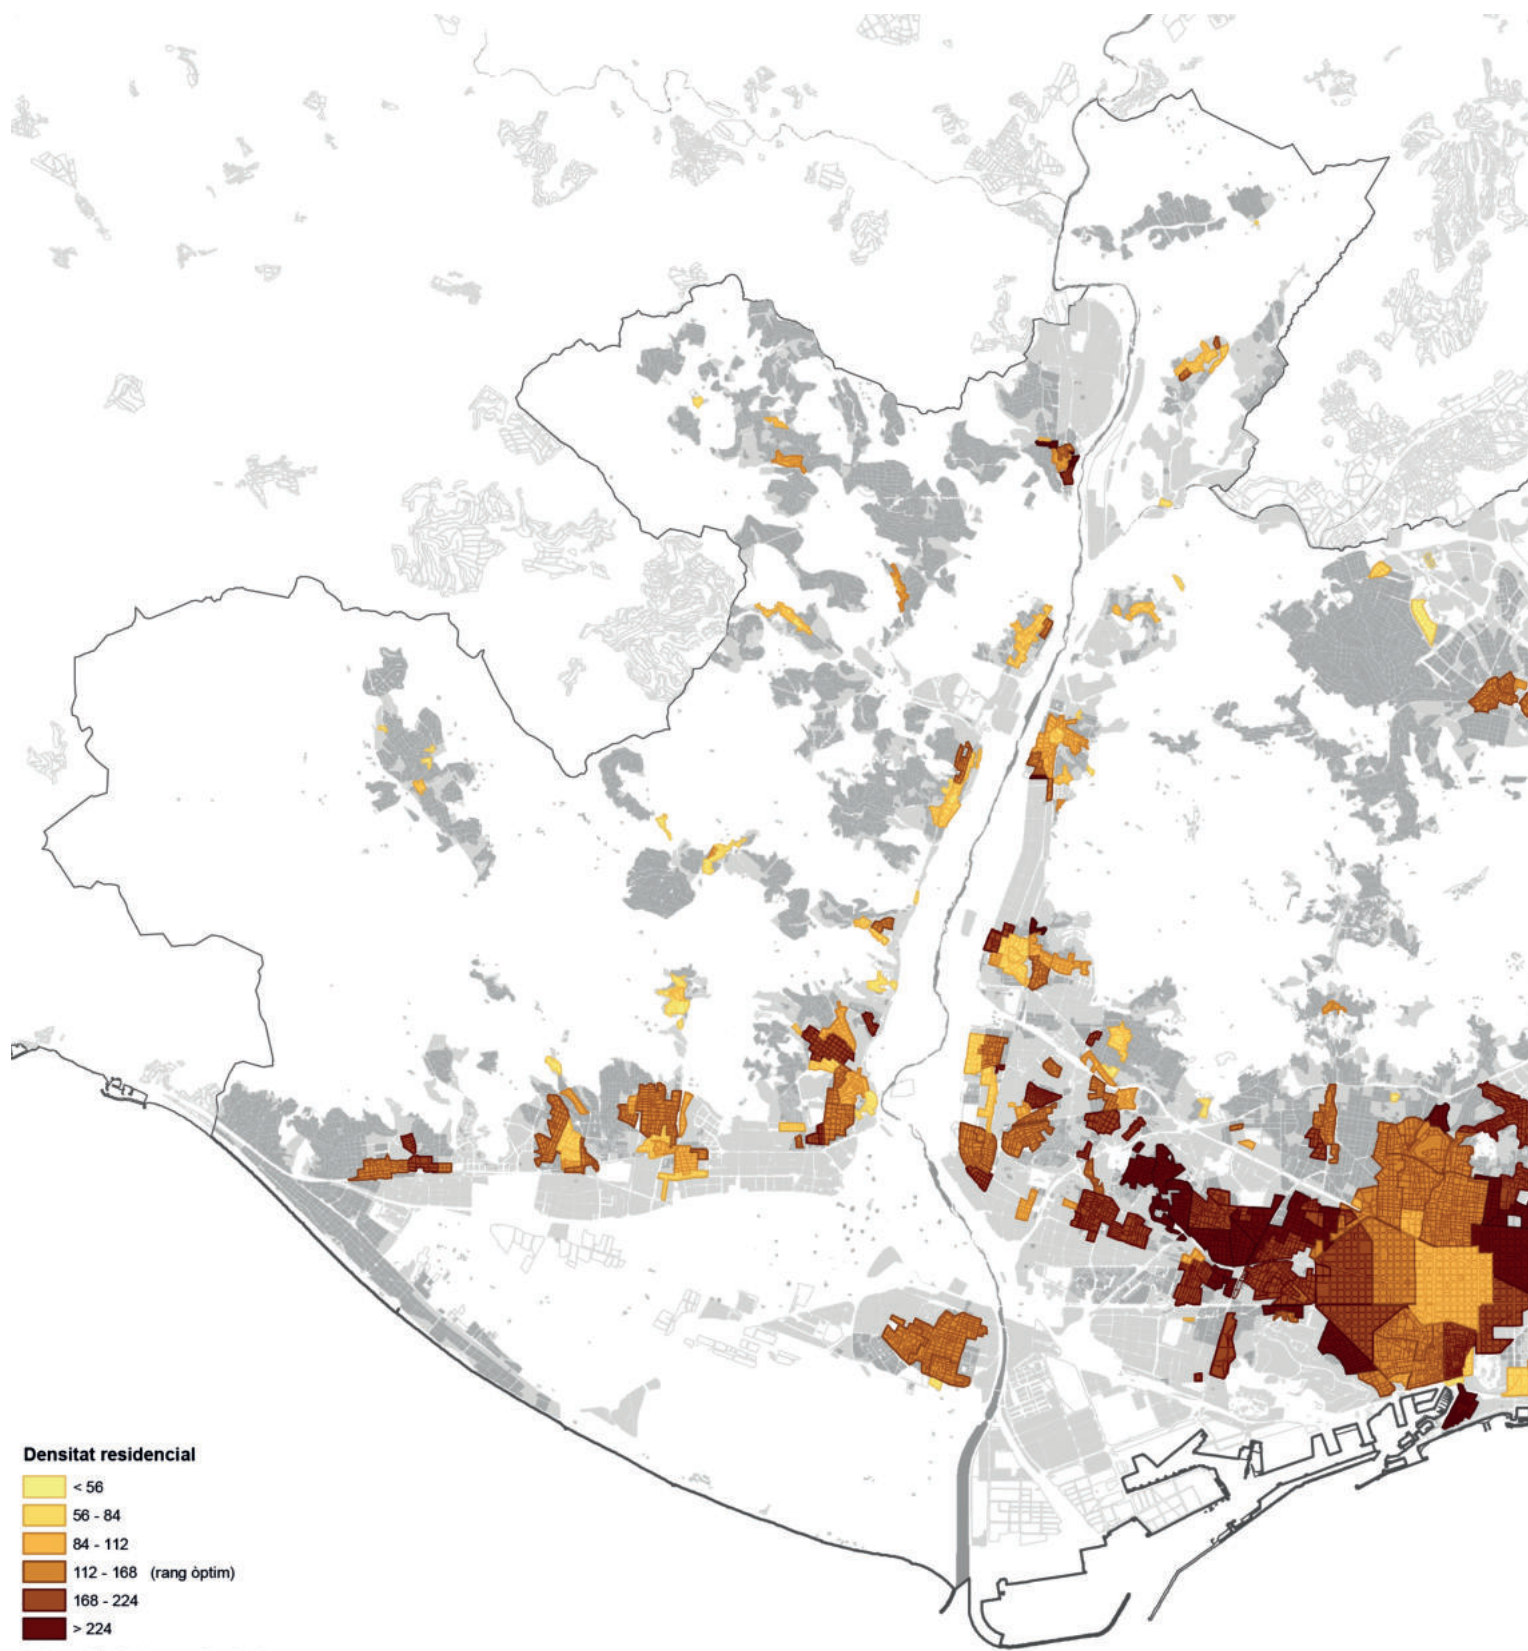 Densitat residencial
< 56
56 - 84
84 - 112
112 - 168 (rang òptim)
168 - 224
> 224